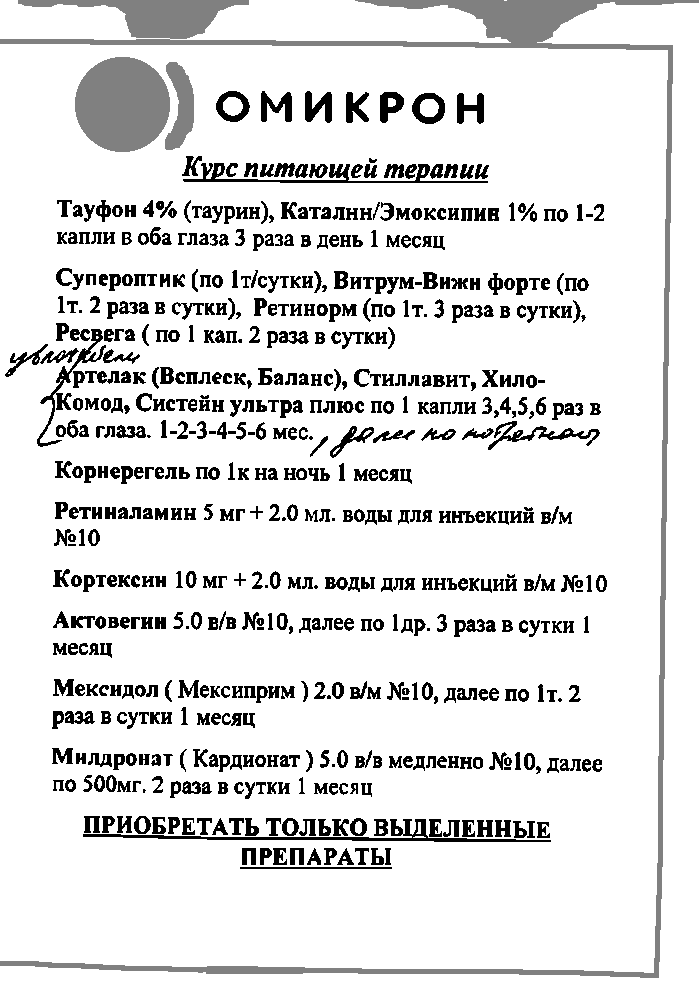 ОМИКРОН
Курс питающей терапии
Тауфон 4% (таурин), Каталин/Эмоксипин 1% по 1-2
капли в оба глаза 3 раза в день 1 месяц
Супероптик (по 1т/сутки), Витрум-Вижн форте (по
1т. 2 раза в сутки), Ретинорм (по 1т. 3 раза в сутки),
Ресвега ( по 1 кап. 2 раза в сутки)
Артелак (Всплеск, Баланс), Стиллавит, Хило-
Комод, Систейн ультра плюс по 1 капли 3,4,5,6 раз в
оба глаза. 1-2-3-4-5-6 мес., далее по
Корнерегель по 1к на ночь 1 месяц
Ретиналамин 5 мг + 2.0 мл. воды для инъекций в/м
№10
Кортексин 10 мг + 2.0 мл. воды для инъекций в/м №10
Актовегин 5.0 в/в №10, далее по 1др. 3 раза в сутки 1
месяц
Мексидол ( Мексиприм ) 2.0 в/м №10, далее по 1т. 2
раза в сутки 1 месяц
Милдронат ( Кардионат ) 5.0 в/в медленно №10, далее
по 500мг. 2 раза в сутки 1 месяц
ПРИОБРЕТАТЬ ТОЛЬКО ВЫДЕЛЕННЫЕ
ПРЕПАРАТЫ